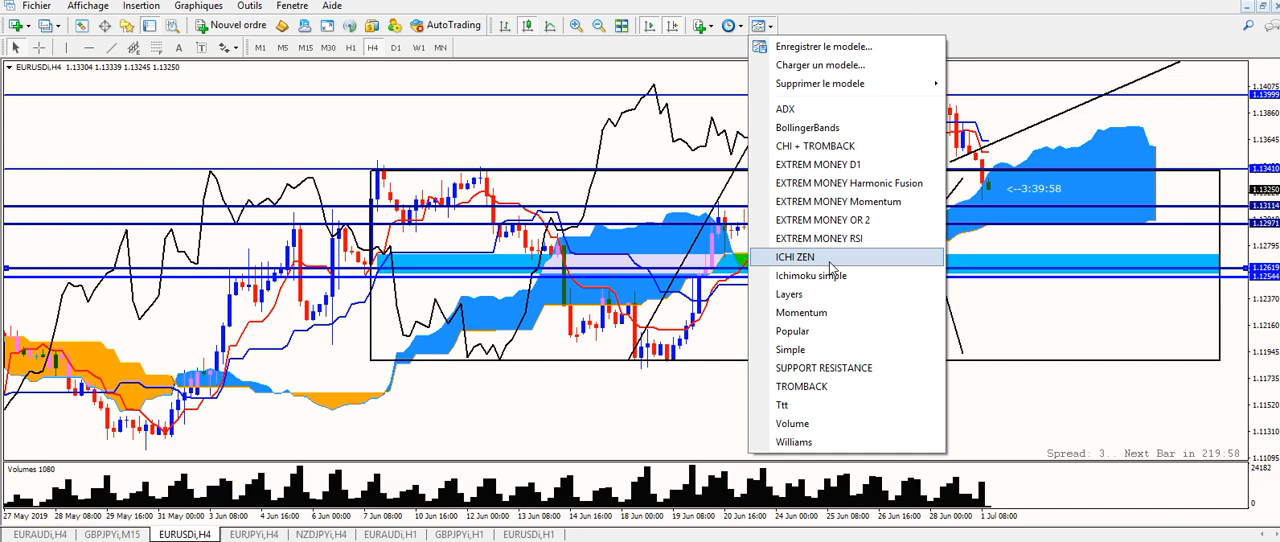 Fichier Affichage Insertion Graphiques Outils Fenetre Aide
Nouvel ordre AutoTrading
A T M1 M5 M15 M30 H1 H4 D1 W1 MN
EURUSDi,H4 1.13304 1.13339 1.13245 1.13250
Enregistrer le modele...
Charger un modele...
Supprimer le modele
ADX
BollingerBands
CHI + TROMBACK
EXTREM MONEY D1
EXTREM MONEY Harmonic Fusion
EXTREM MONEY Momentum
EXTREM MONEY OR 2
EXTREM MONEY RSI
ICHI ZEN
Ichimoku simple
Layers
Momentum
Popular
Simple
SUPPORT RESISTANCE
TROMBACK
Ttt
Volume
Williams
<--3:39:58
1.14075
1.13999
1.13860
1.13645
1.13410
1.13250
1.13114
1.12971
1.12619
1.12544
1.12370
1.12155
1.11945
1.11735
1.11520
1.11310
1.11095
Spread: 3.. Next Bar in 219:58
Volumes 1080
24182
0
27 May 2019 28 May 08:00 29 May 16:00 31 May 00:00 3 Jun 08:00 4 Jun 16:00 6 Jun 00:00 7 Jun 08:00 10 Jun 16:00 12 Jun 00:00 13 Jun 08:00 14 Jun 16:00 18 Jun 00:00 19 Jun 08:00 20 Jun 16:00 24 Jun 00:00 25 Jun 08:00 26 Jun 16:00 28 Jun 00:00 1 Jul 08:00
EURAUDi,H4 GBPJPYi,M15 EURUSDi,H4 EURJPYi,H4 NZDJPYi,H4 EURAUDi,H1 GBPJPYi,H1 EURUSDi,H1